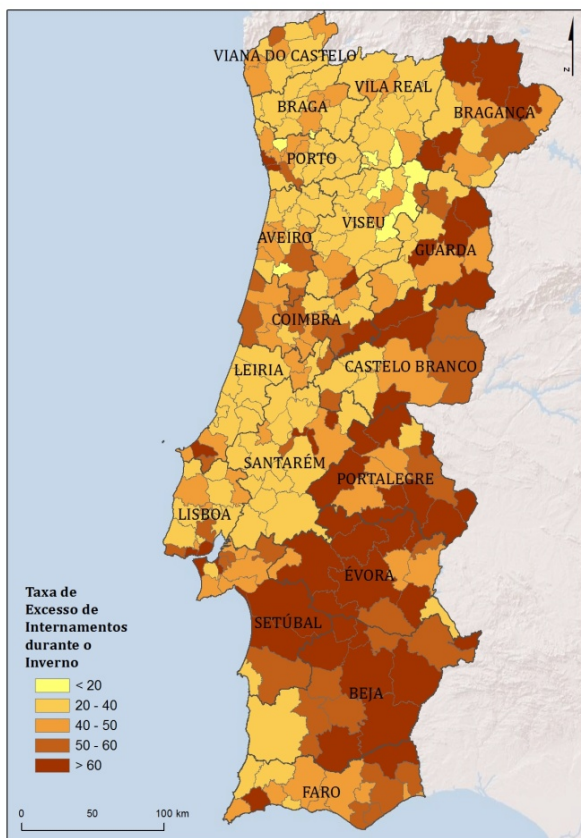 VIANA DO CASTELO
BRAGA
VILA REAL
BRAGANÇA
PORTO
VISEU
AVEIRO
GUARDA
COIMBRA
LEIRIA
CASTELO BRANCO
SANTARÉM
PORTALEGRE
LISBOA
ÉVORA
SETÚBAL
BEJA
FARO
Taxa de
Excesso de
Internamentos
durante o
Inverno
< 20
20 - 40
40 - 50
50 - 60
> 60
0 50 100 km
N